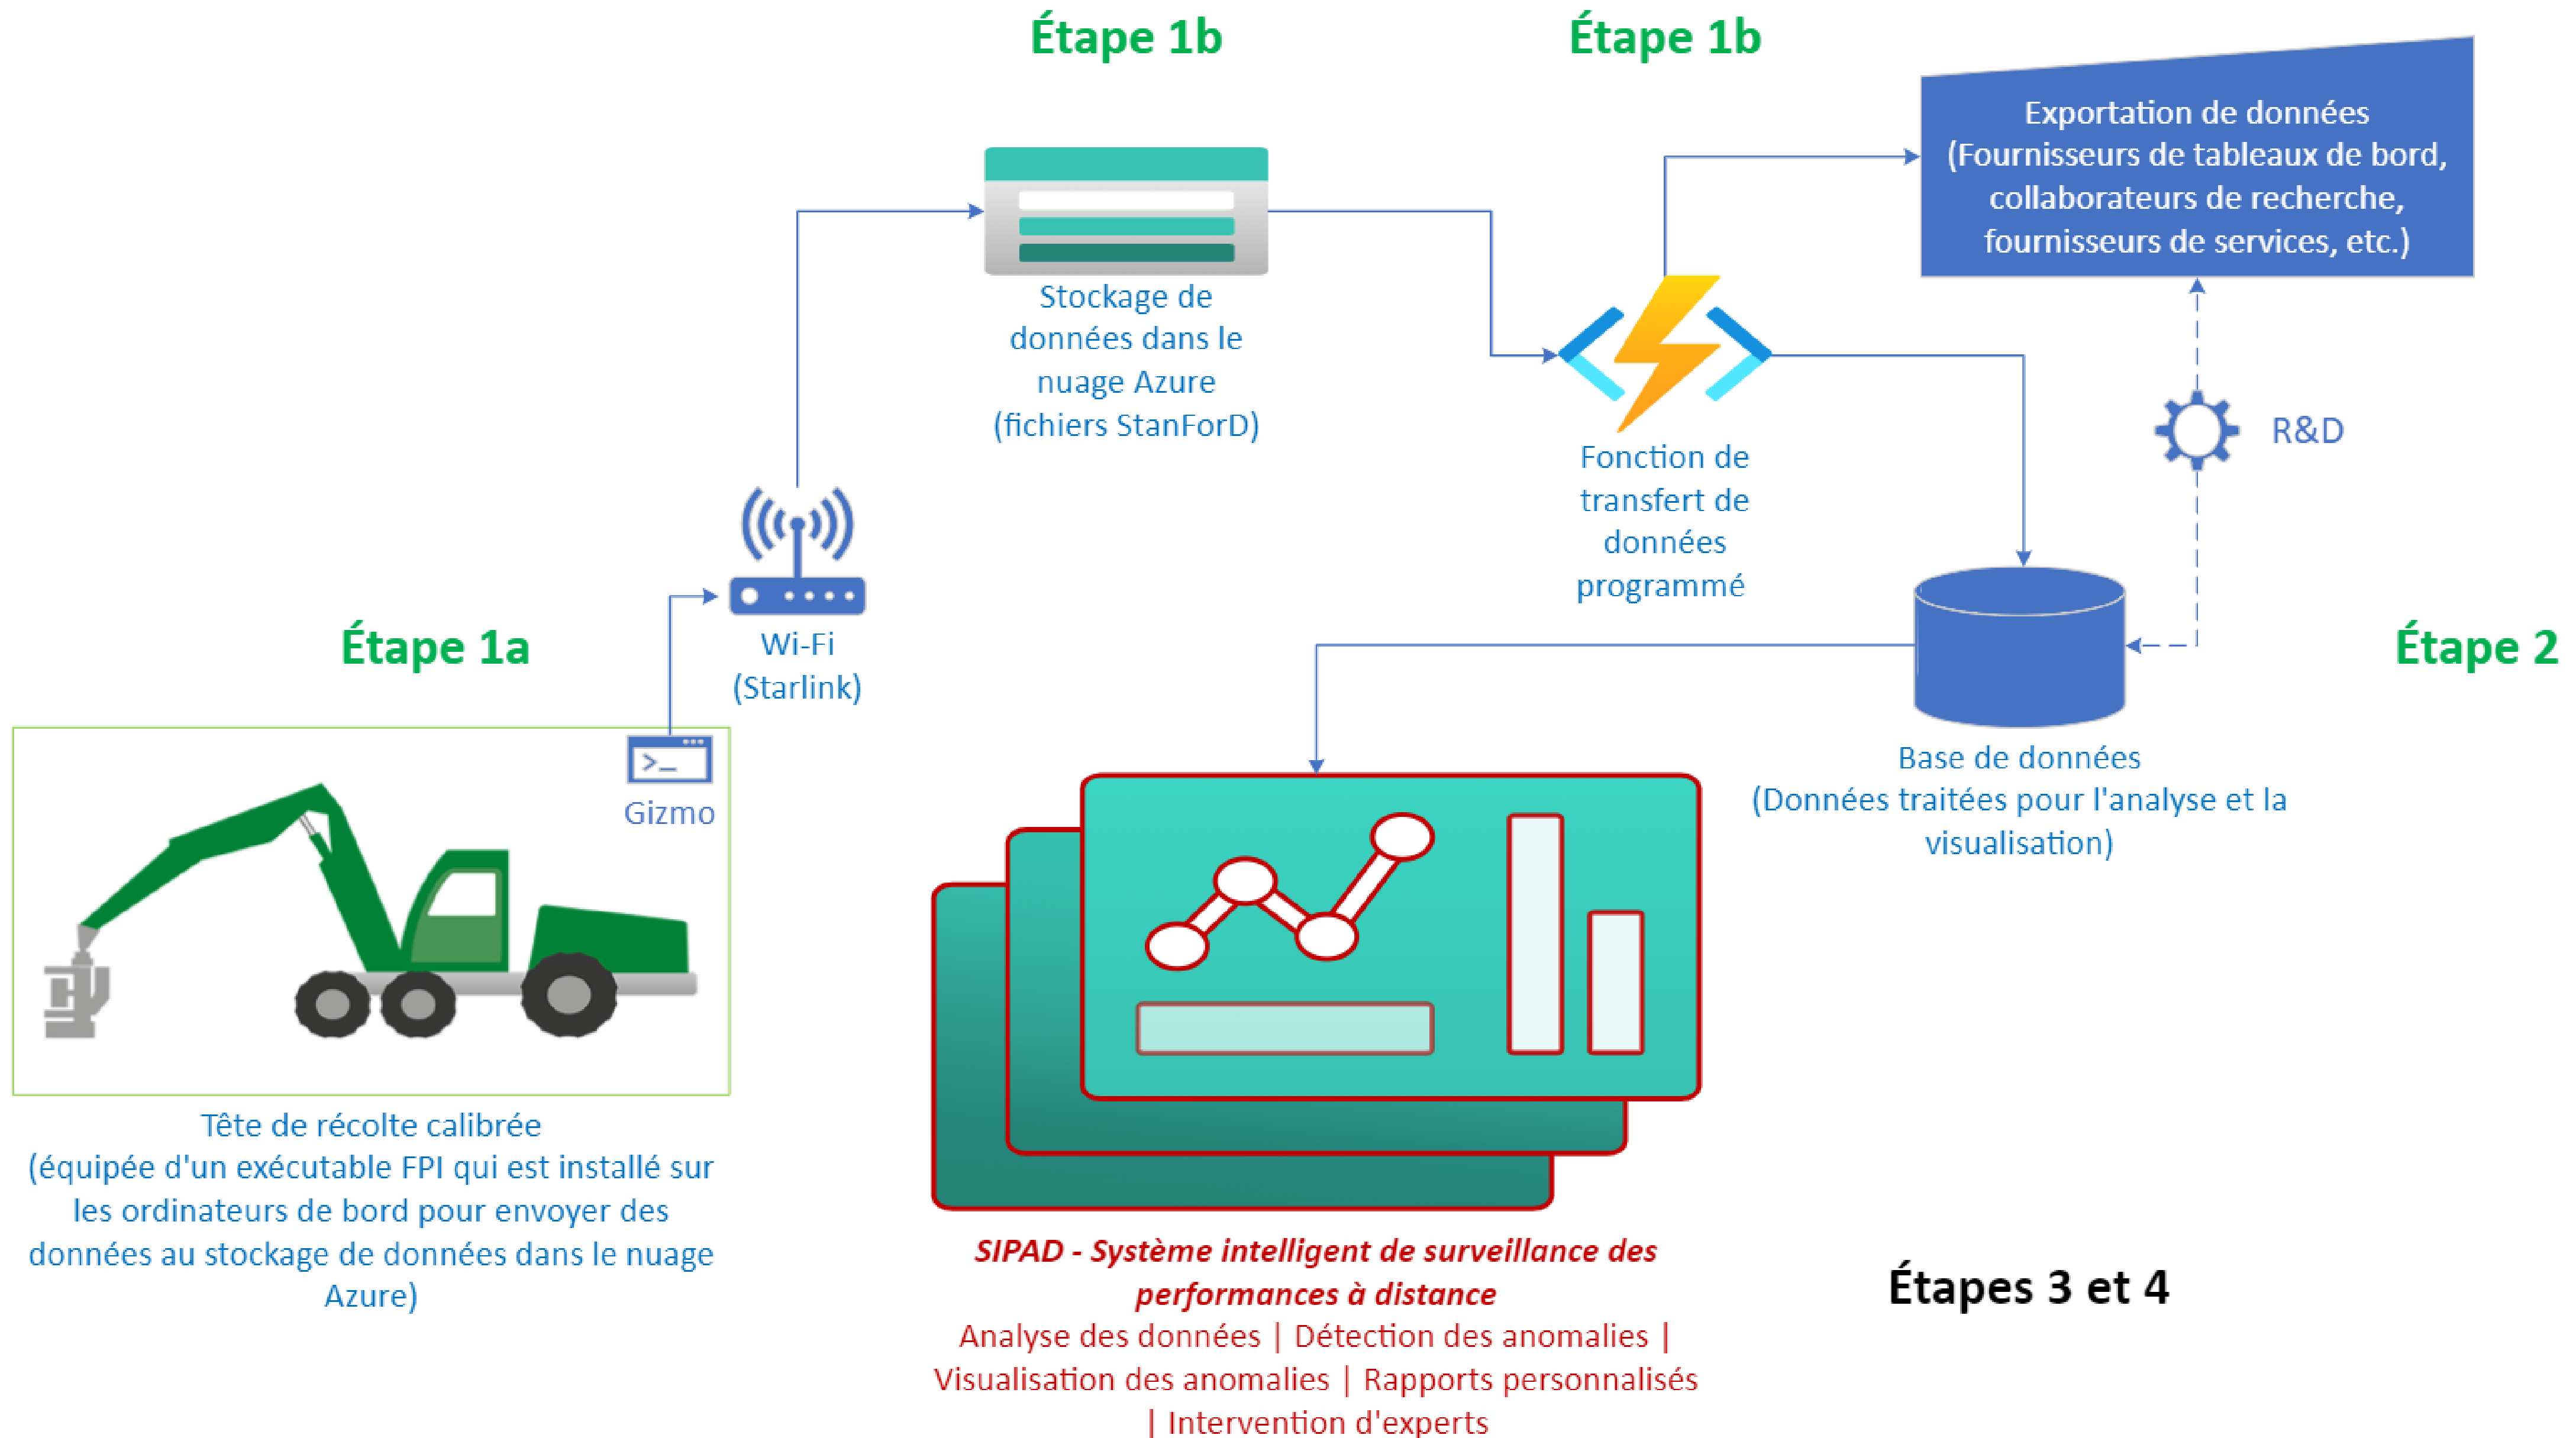 Étape 1b
Étape 1b
Exportation de données
(Fournisseurs de tableaux de bord,
collaborateurs de recherche,
fournisseurs de services, etc.)
Stockage de
données dans le
nuage Azure
(fichiers StanForD)
Fonction de
transfert de
données
programmé
R&D
Wi-Fi
(Starlink)
Étape 1a
Étape 2
>_
Gizmo
Base de données
(Données traitées pour l'analyse et la
visualisation)
Tête de récolte calibrée
(équipée d'un exécutable FPI qui est installé sur
les ordinateurs de bord pour envoyer des
données au stockage de données dans le nuage
Azure)
SIPAD - Système intelligent de surveillance des
performances à distance
Analyse des données | Détection des anomalies |
Visualisation des anomalies | Rapports personnalisés
| Intervention d'experts
Étapes 3 et 4